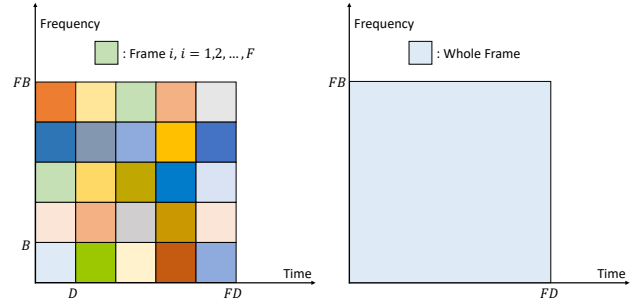 Frequency
: Frame i, i = 1,2, ..., F
FB
B
D
FD
Time
Frequency
: Whole Frame
FB
FD
Time